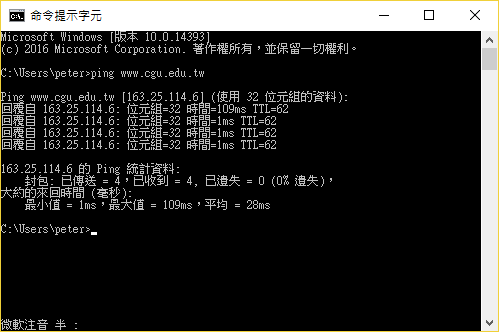 命令提示字元
Microsoft Windows [版本 10.0.14393]
(c) 2016 Microsoft Corporation. 著作權所有，並保留一切權利。
C:\Users\peter>ping www.cgu.edu.tw
Ping www.cgu.edu.tw [163.25.114.6] (使用 32 位元組的資料):
回覆自 163.25.114.6: 位元組=32 時間=109ms TTL=62
回覆自 163.25.114.6: 位元組=32 時間=1ms TTL=62
回覆自 163.25.114.6: 位元組=32 時間=1ms TTL=62
回覆自 163.25.114.6: 位元組=32 時間=1ms TTL=62
163.25.114.6 的 Ping 統計資料:
封包: 已傳送 = 4，已收到 = 4, 已遺失 = 0 (0% 遺失)，
大約的來回時間 (毫秒):
最小值 = 1ms，最大值 = 109ms，平均 = 28ms
C:\Users\peter>
微軟注音 半 :